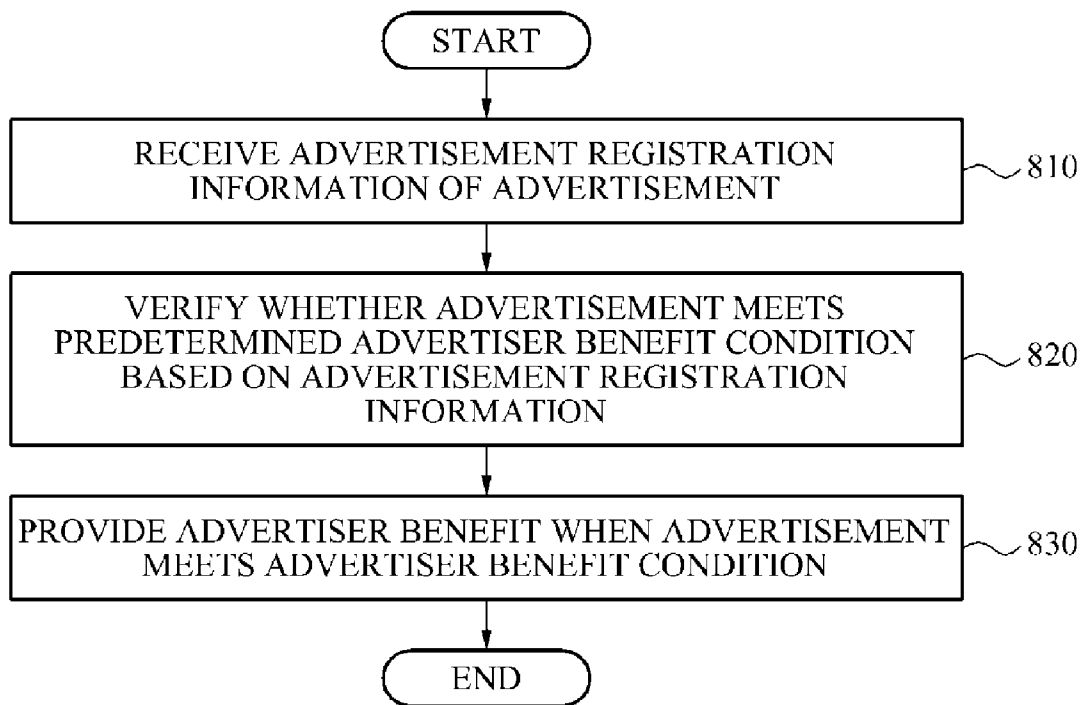 START
RECEIVE ADVERTISEMENT REGISTRATION
INFORMATION OF ADVERTISEMENT
810
VERIFY WHETHER ADVERTISEMENT MEETS
PREDETERMINED ADVERTISER BENEFIT CONDITION
BASED ON ADVERTISEMENT REGISTRATION
INFORMATION
820
PROVIDE ADVERTISER BENEFIT WHEN ADVERTISEMENT
MEETS ADVERTISER BENEFIT CONDITION
830
END